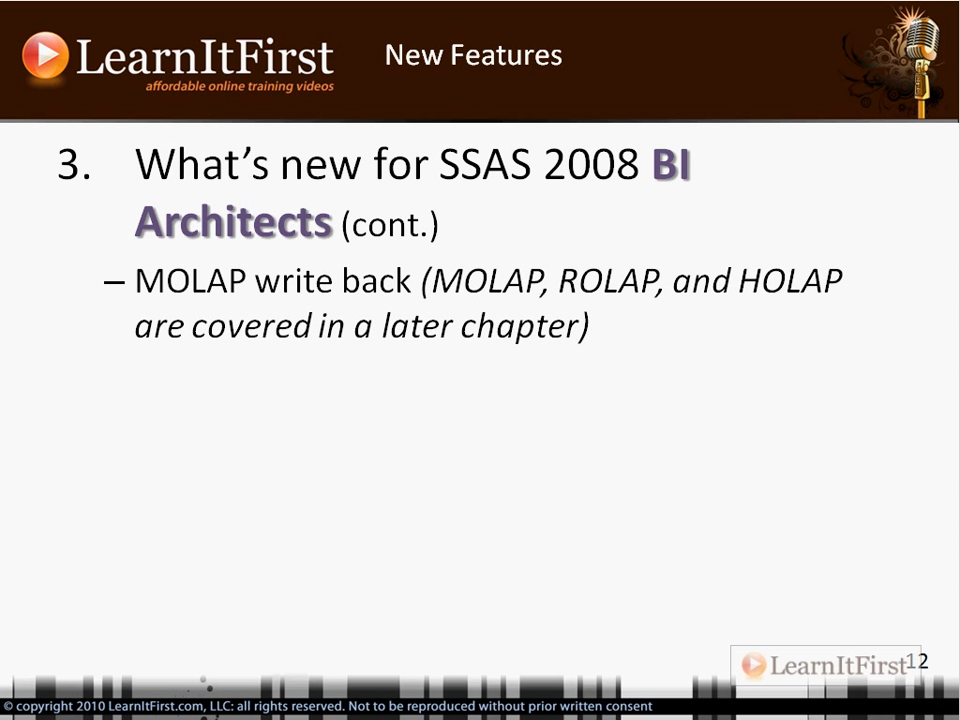 LearnItFirst
affordable online training videos
New Features
3. What's new for SSAS 2008 BI
Architects (cont.)
– MOLAP write back (MOLAP, ROLAP, and HOLAP
are covered in a later chapter)
LearnItFirst
12
© copyright 2010 LearnItFirst.com, LLC: all rights reserved. Not to be reproduced without prior written consent